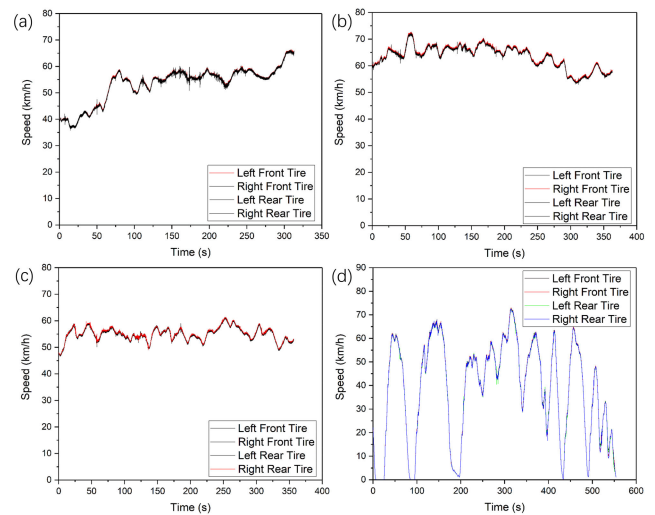 (a)
80
70
60
50
40
30
20
10
0
Speed (km/h)
Left Front Tire
Right Front Tire
Left Rear Tire
Right Rear Tire
0 50 100 150 200 250 300 350
Time (s)
(b)
80
70
60
50
40
30
20
10
0
Speed (km/h)
Left Front Tire
Right Front Tire
Left Rear Tire
Right Rear Tire
0 50 100 150 200 250 300 350 400
Time (s)
(c)
80
70
60
50
40
30
20
10
0
Speed (km/h)
Left Front Tire
Right Front Tire
Left Rear Tire
Right Rear Tire
0 50 100 150 200 250 300 350 400
Time (s)
(d)
90
80
70
60
50
40
30
20
10
0
Speed (km/h)
Left Front Tire
Right Front Tire
Left Rear Tire
Right Rear Tire
0 100 200 300 400 500 600
Time (s)